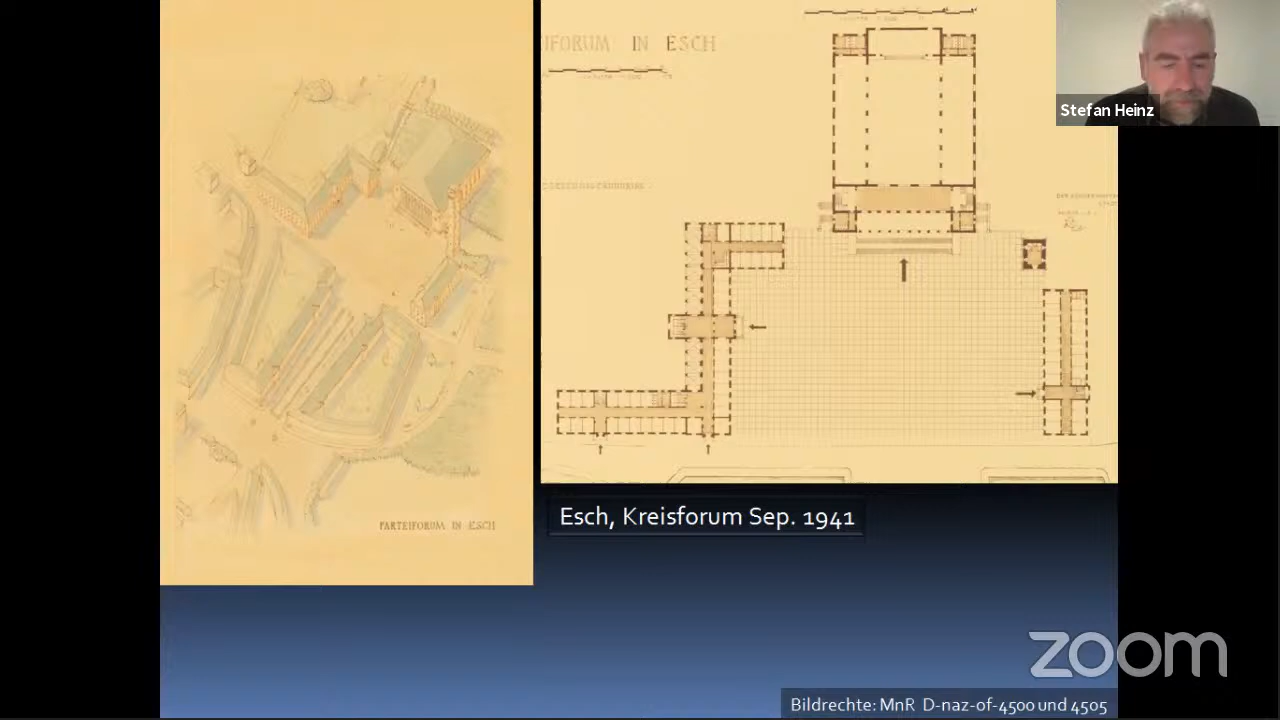 EIFORUM IN ESCH
Stefan Heinz
PARTEIFORUM IN ESCH
Esch, Kreisforum Sep. 1941
zoom
Bildrechte: MnR D-naz-of-4500 und 4505